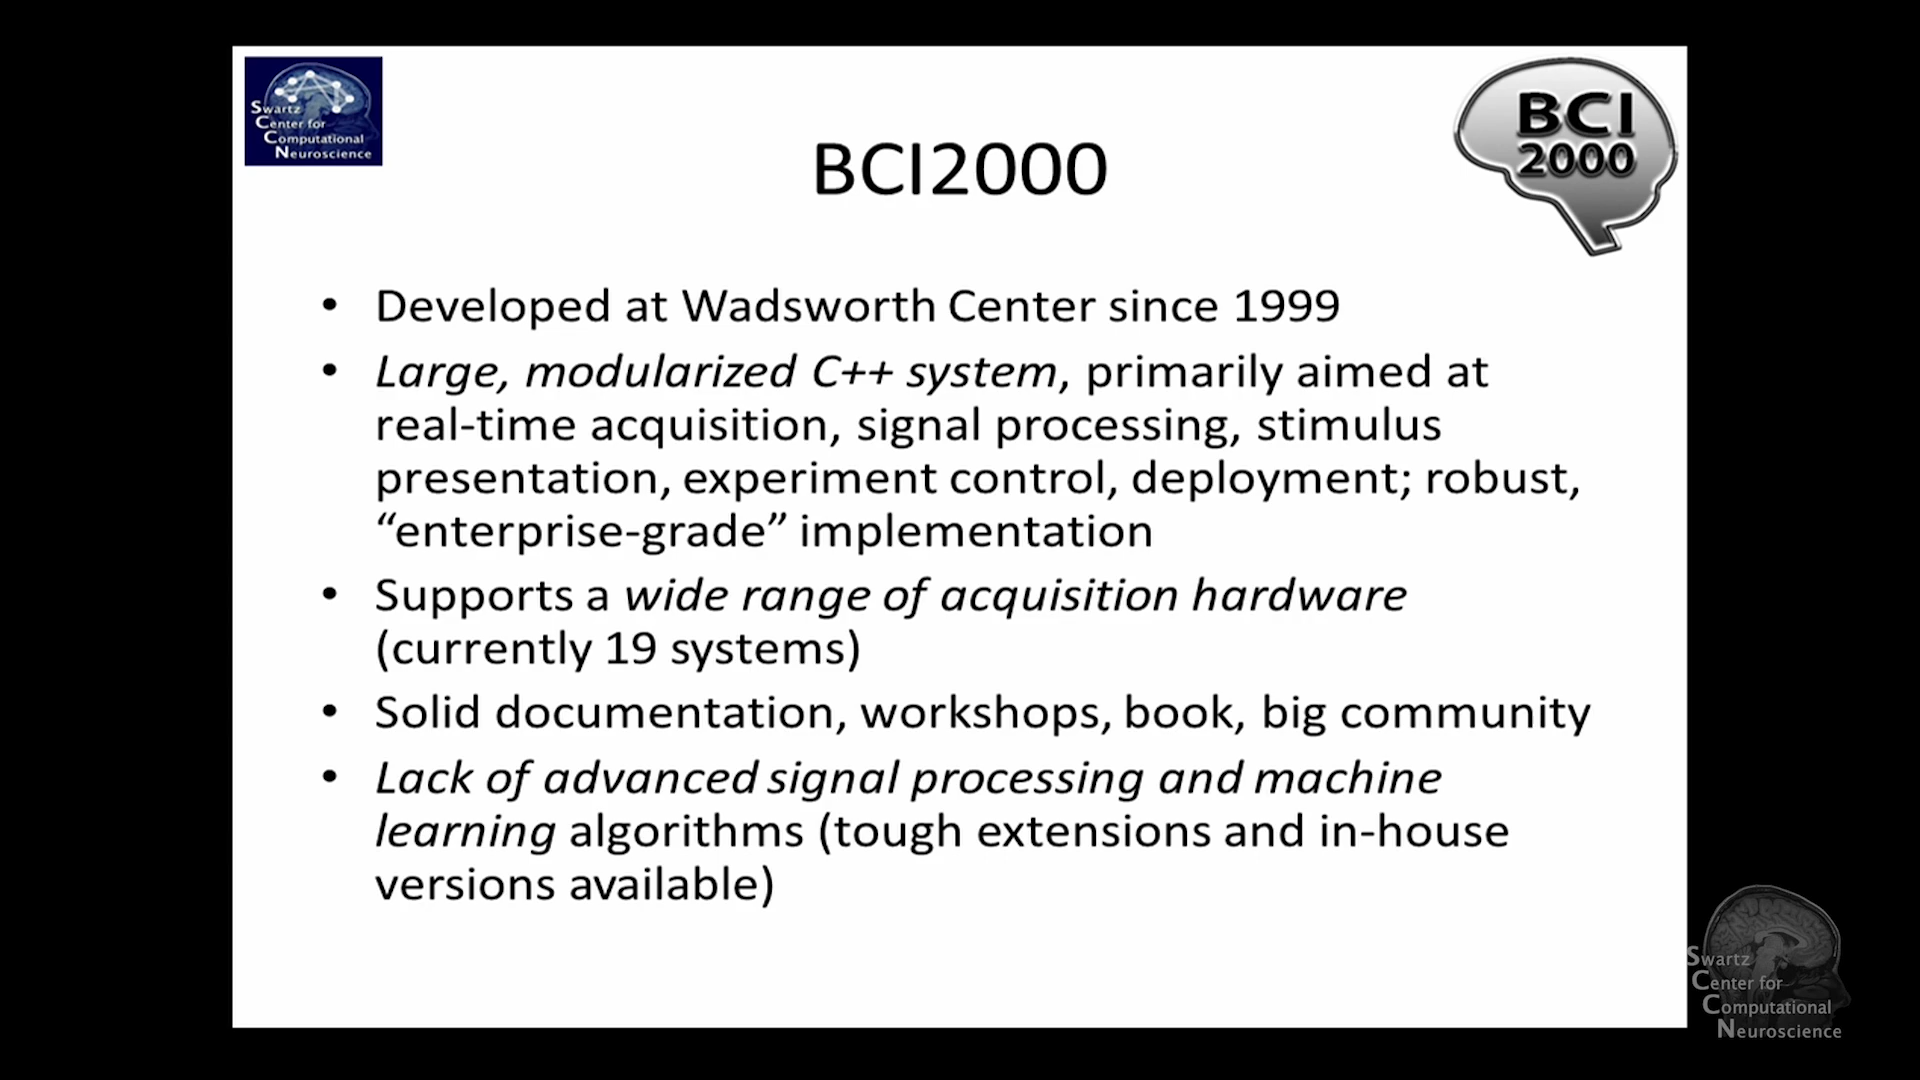 Swartz
Center for
Computational
Neuroscience
BCI
2000
BCI2000
• Developed at Wadsworth Center since 1999
• Large, modularized C++ system, primarily aimed at
real-time acquisition, signal processing, stimulus
presentation, experiment control, deployment; robust,
“enterprise-grade” implementation
• Supports a wide range of acquisition hardware
(currently 19 systems)
• Solid documentation, workshops, book, big community
• Lack of advanced signal processing and machine
learning algorithms (tough extensions and in-house
versions available)
Swartz
Center for
Computational
Neuroscience